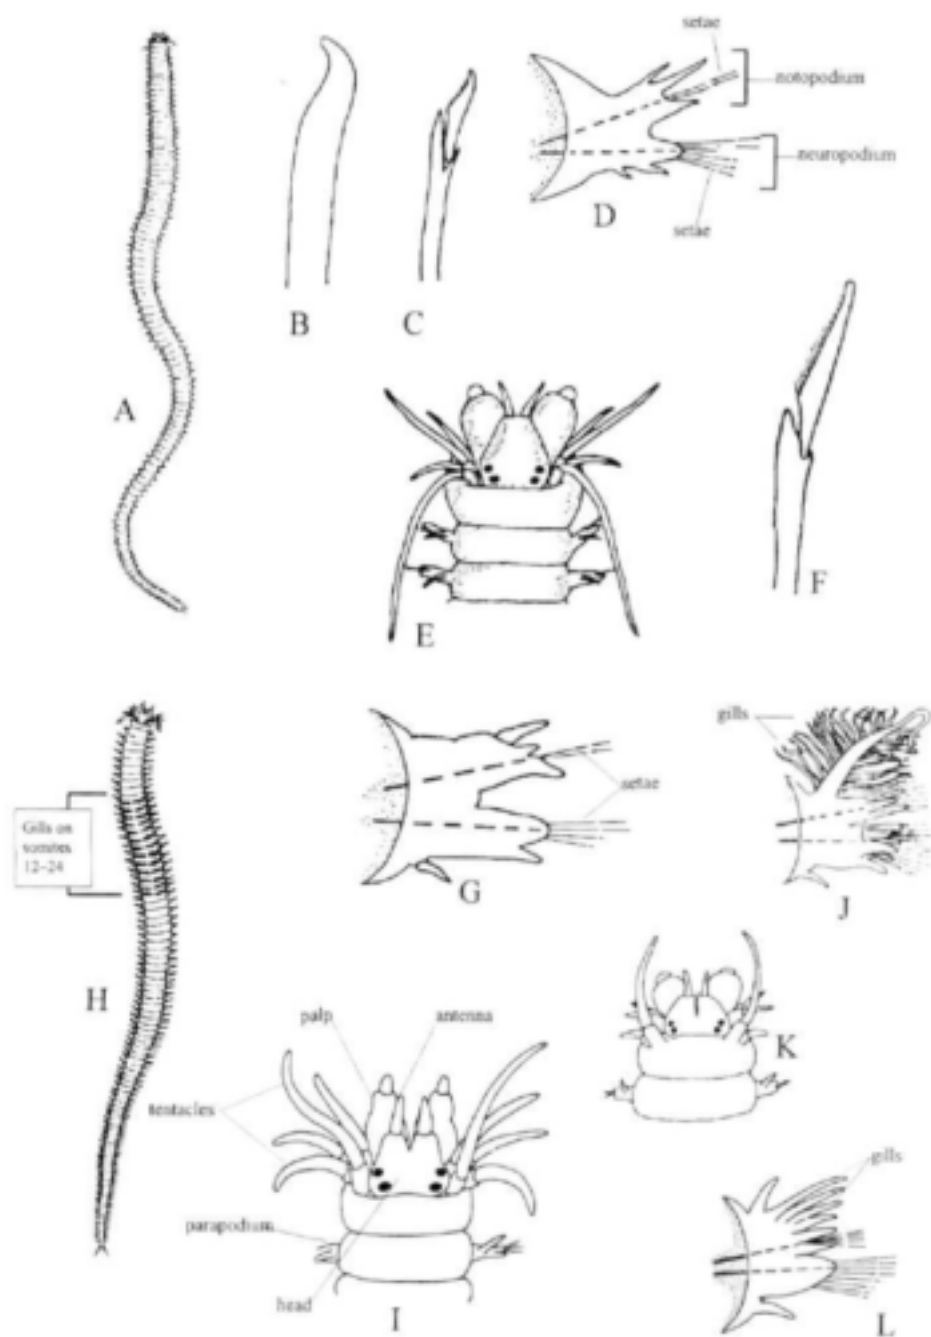 setae
notopodium
neuropodium
setae
A
B
C
D
E
F
setae
gills
Gills on
somites
12–24
G
J
H
palp
antenna
K
tentacles
gills
parapodium
head
I
L